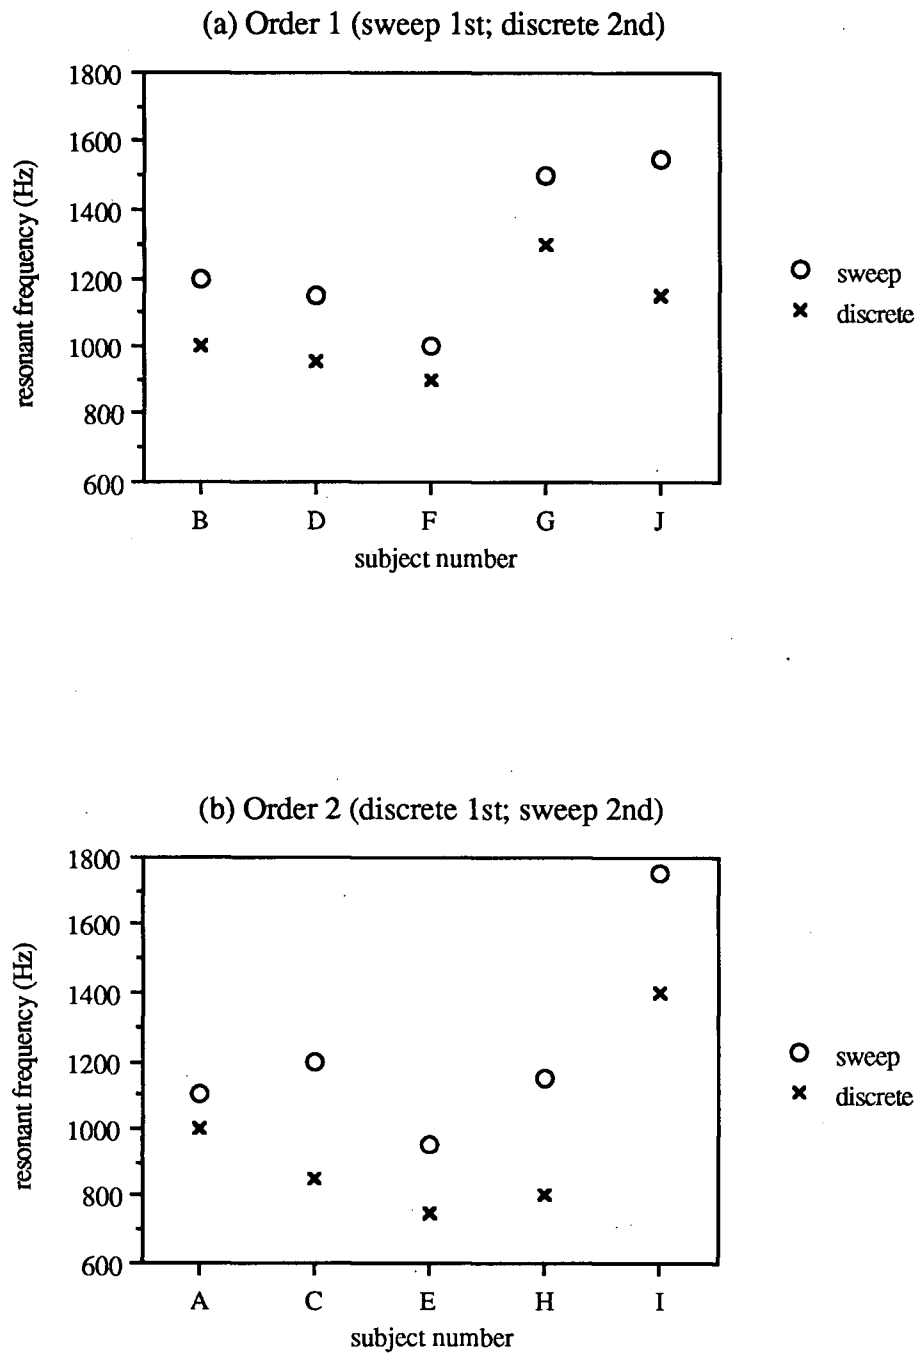 (a) Order 1 (sweep 1st; discrete 2nd)
1800
1600
1400
1200
1000
800
600
resonant frequency (Hz)
B D F G J
subject number
sweep
discrete
(b) Order 2 (discrete 1st; sweep 2nd)
1800
1600
1400
1200
1000
800
600
resonant frequency (Hz)
A C E H I
subject number
sweep
discrete